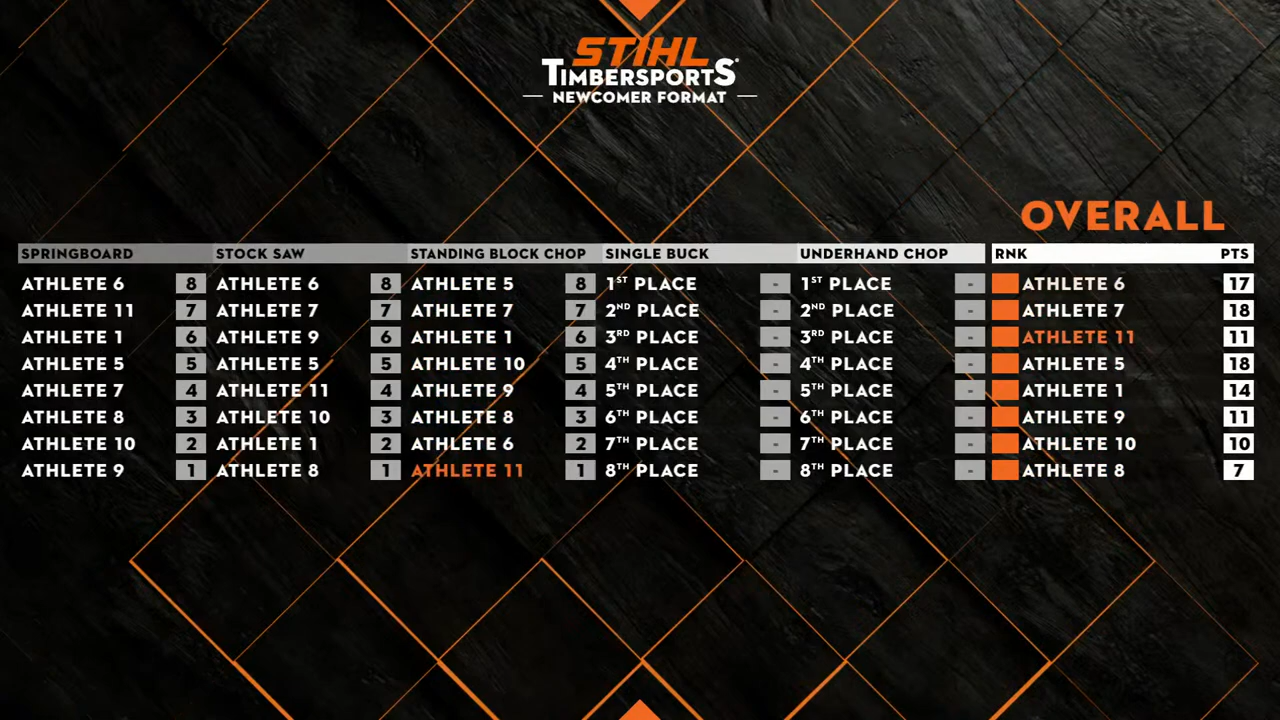 STIHL
TIMBERSPORTS®
NEWCOMER FORMAT
OVERALL
SPRINGBOARD STOCK SAW STANDING BLOCK CHOP SINGLE BUCK UNDERHAND CHOP RNK PTS
ATHLETE 6 8 ATHLETE 6 8 ATHLETE 5 8 1ST PLACE - 1ST PLACE - ATHLETE 6 17
ATHLETE 11 7 ATHLETE 7 7 ATHLETE 7 7 2ND PLACE - 2ND PLACE - ATHLETE 7 18
ATHLETE 1 6 ATHLETE 9 6 ATHLETE 1 6 3RD PLACE - 3RD PLACE - ATHLETE 11 11
ATHLETE 5 5 ATHLETE 5 5 ATHLETE 10 5 4TH PLACE - 4TH PLACE - ATHLETE 5 18
ATHLETE 7 4 ATHLETE 11 4 ATHLETE 9 4 5TH PLACE - 5TH PLACE - ATHLETE 1 14
ATHLETE 8 3 ATHLETE 10 3 ATHLETE 8 3 6TH PLACE - 6TH PLACE - ATHLETE 9 11
ATHLETE 10 2 ATHLETE 1 2 ATHLETE 6 2 7TH PLACE - 7TH PLACE - ATHLETE 10 10
ATHLETE 9 1 ATHLETE 8 1 ATHLETE 11 1 8TH PLACE - 8TH PLACE - ATHLETE 8 7